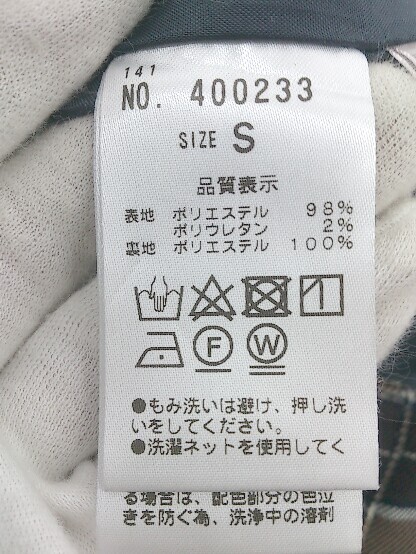 141
NO. 400233
SIZE S
品質表示
表地 ポリエステル 98%
ポリウレタン 2%
裏地 ポリエステル 100%
F W
●もみ洗いは避け、押し洗
いをしてください。
●洗濯ネットを使用してく
る場合は、配色部分の色泣
きを防ぐ為、洗浄中の溶剤